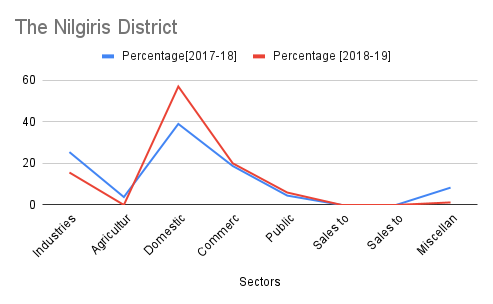 The Nilgiris District
Percentage[2017-18] Percentage [2018-19]
60
40
20
0
Industries
Agricultur
Domestic
Commerc
Public
Sales to
Sales to
Miscellan
Sectors